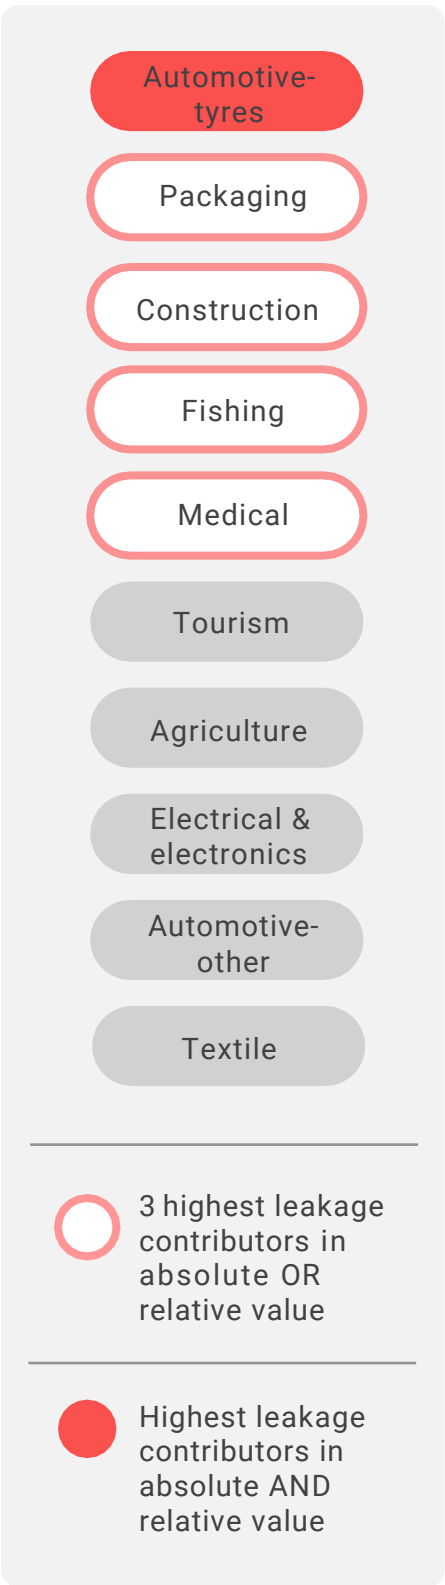 Automotive-
tyres
Packaging
Construction
Fishing
Medical
Tourism
Agriculture
Electrical &
electronics
Automotive-
other
Textile
3 highest leakage
contributors in
absolute OR
relative value
Highest leakage
contributors in
absolute AND
relative value